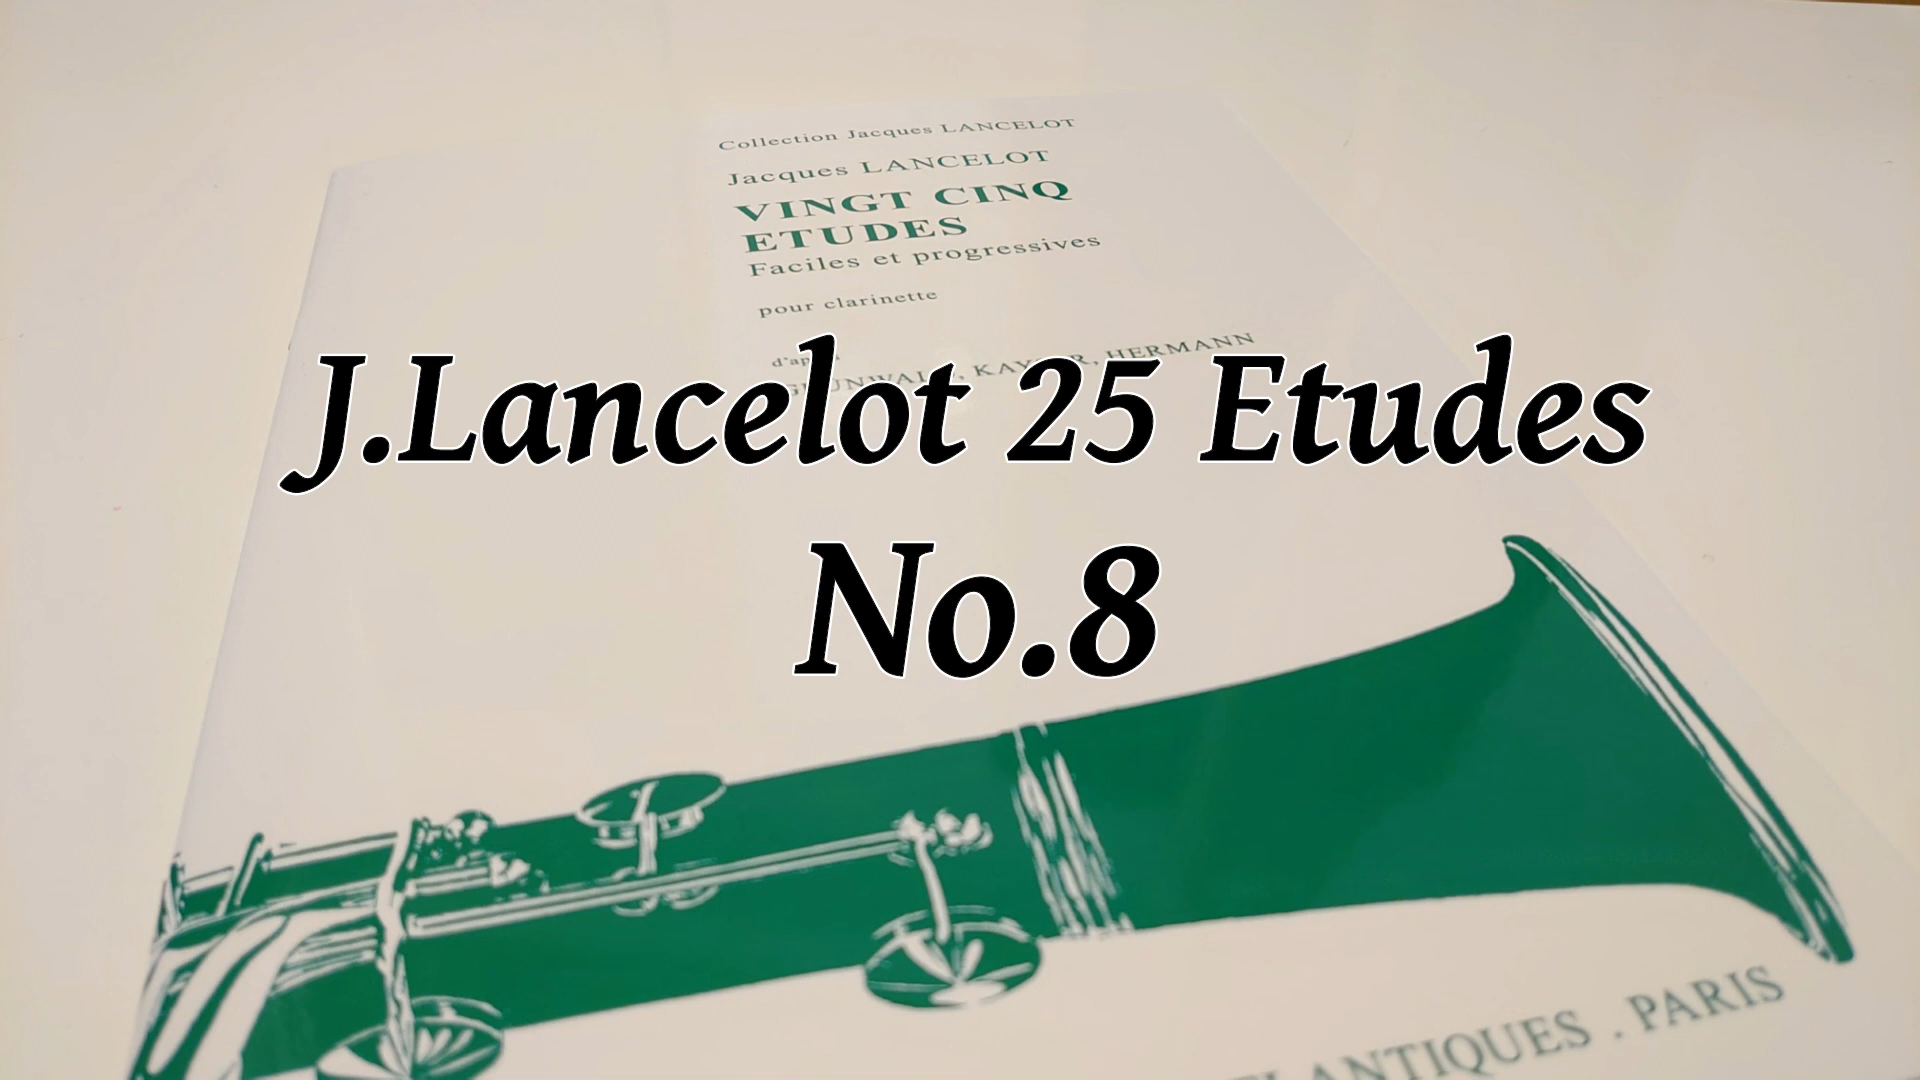 Collection Jacques LANCELOT
Jacques LANCELOT
VINGT CINQ
ETUDES
Faciles et progressives
pour clarinette
HERMANN
J.Lancelot 25 Etudes
No.8
. PARIS